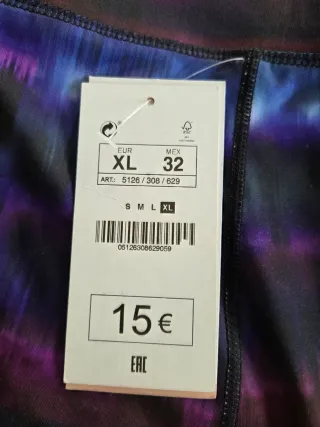 EUR MEX
XL 32
ART.: 5126 / 308 / 629
S M L XL
05126308629059
15 €
EAC